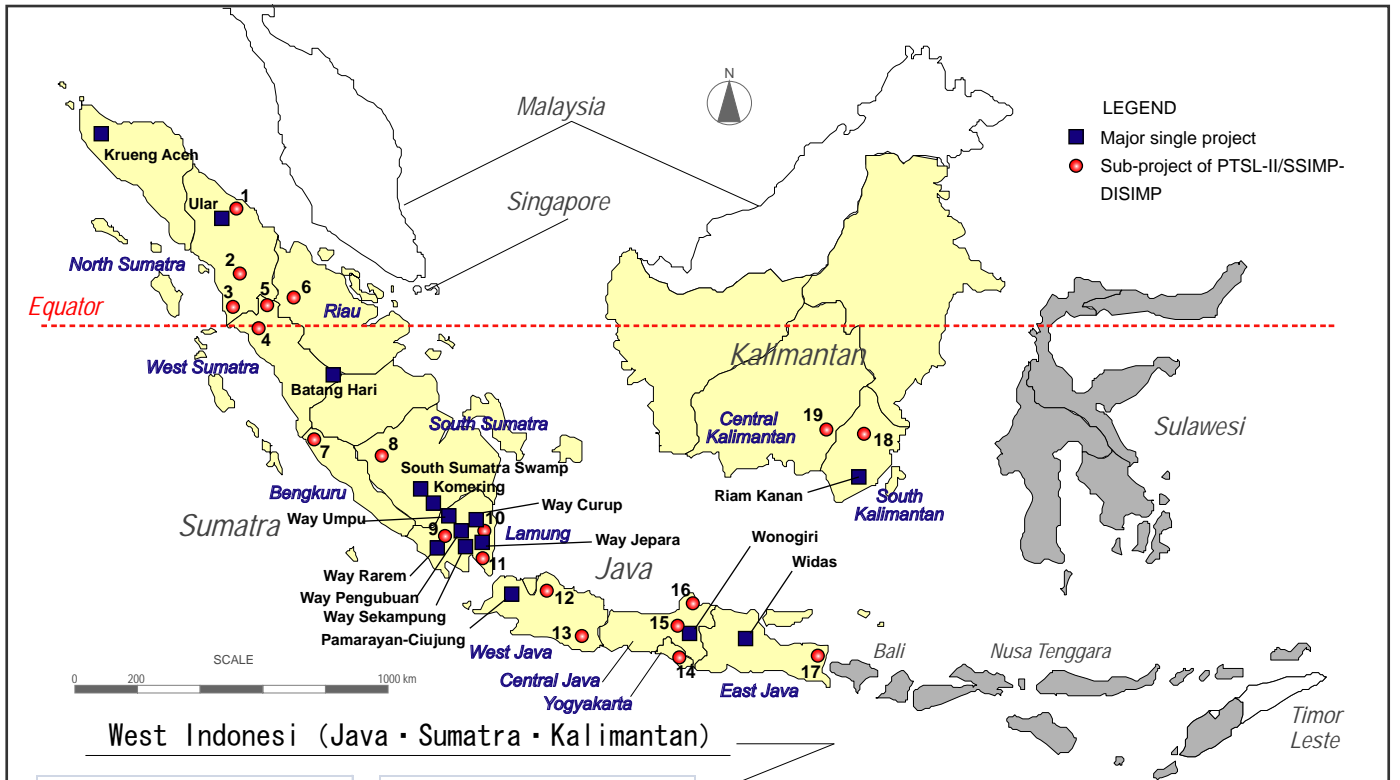 N
Malaysia
LEGEND
Major single project
Sub-project of PTSL-II/SSIMP-
DISIMP
Krueng Aceh
1
Ular
Singapore
North Sumatra
2
3
5
6
Equator
Riau
4
West Sumatra
Kalimantan
Batang Hari
7
8
South Sumatra
Central
Kalimantan
19
18
Sulawesi
South Sumatra Swamp
Komering
Bengkuru
Riam Kanan
South
Kalimantan
Sumatra
Way Umpu
Way Curup
9
10
Lamung
Way Jepara
Wonogiri
Widas
11
Java
Way Rarem
Way Pengubuan
Way Sekampung
Pamarayan-Ciujung
12
16
15
13
West Java
14
17
Central Java
Yogyakarta
East Java
Bali
Nusa Tenggara
SCALE
0 200 1000 km
Timor
Leste
West Indonesi (Java・Sumatra・Kalimantan)